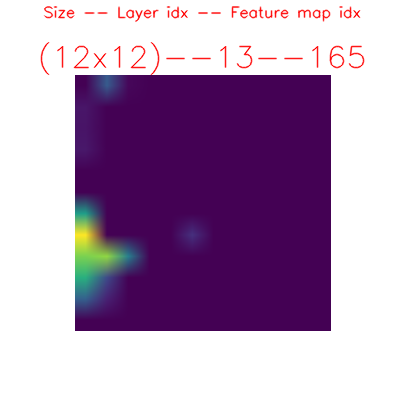 Size -- Layer idx -- Feature map idx
(12x12)--13--165